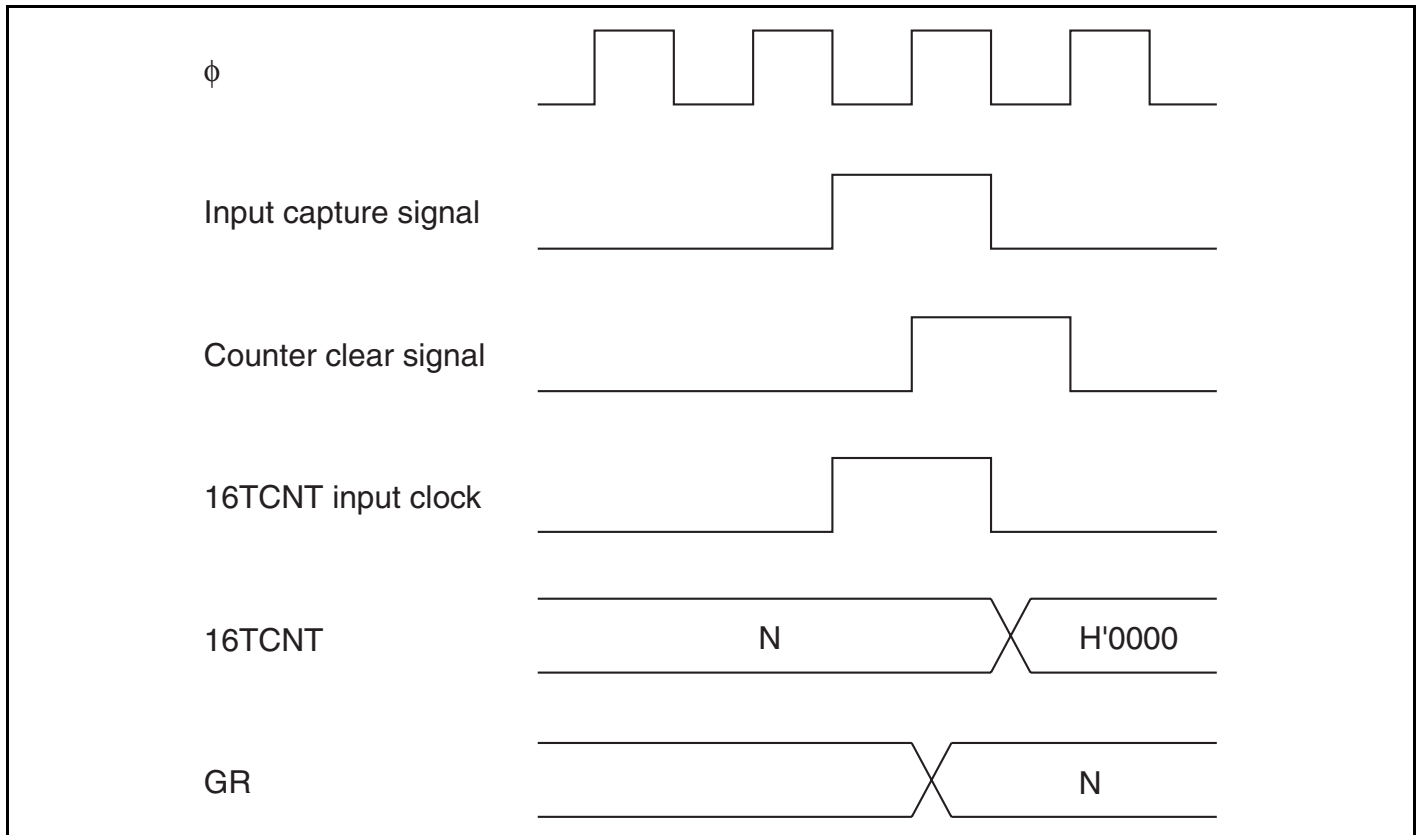 ϕ
Input capture signal
Counter clear signal
16TCNT input clock
16TCNT
N
H'0000
GR
N